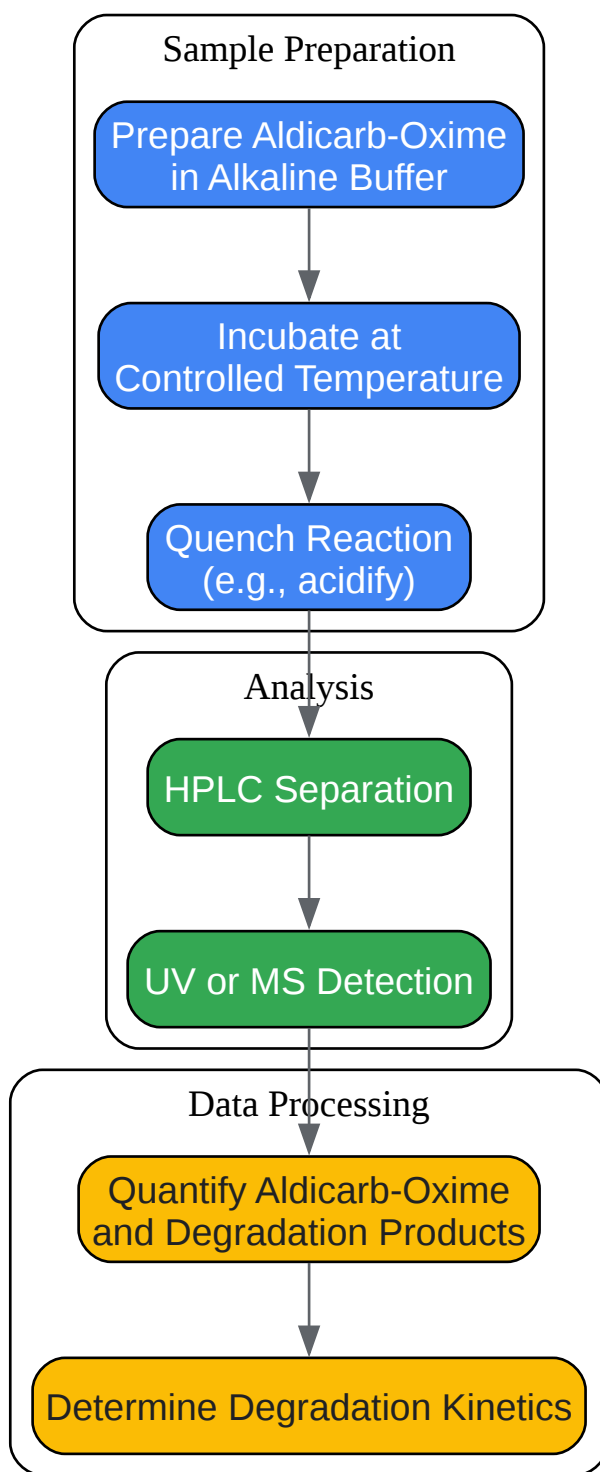 Sample Preparation
Prepare Aldicarb-Oxime
in Alkaline Buffer
Incubate at
Controlled Temperature
Quench Reaction
(e.g., acidify)
Analysis
HPLC Separation
UV or MS Detection
Data Processing
Quantify Aldicarb-Oxime
and Degradation Products
Determine Degradation Kinetics